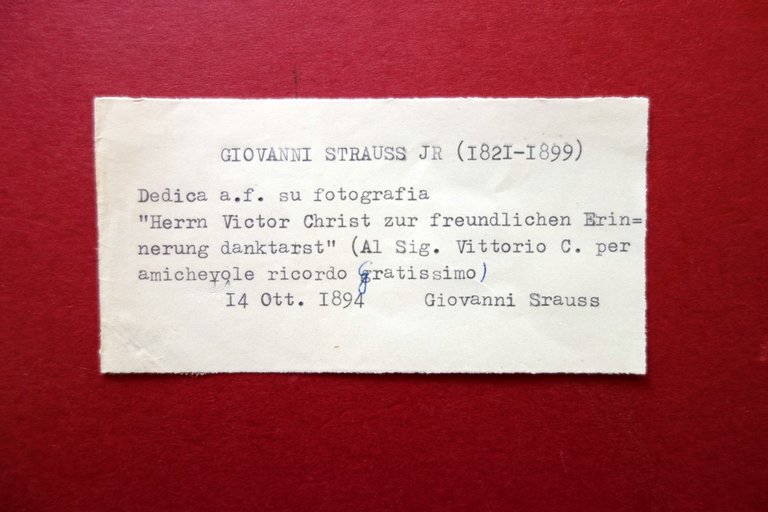 GIOVANNI STRAUSS JR (I82I-I899)
Dedica a.f. su fotografia
"Herrn Victor Christ zur freundlichen Erin=
nerung danktarst" (Al Sig. Vittorio C. per
amichevole ricordo gratissimo)
I4 Ott. I894 Giovanni Srauss